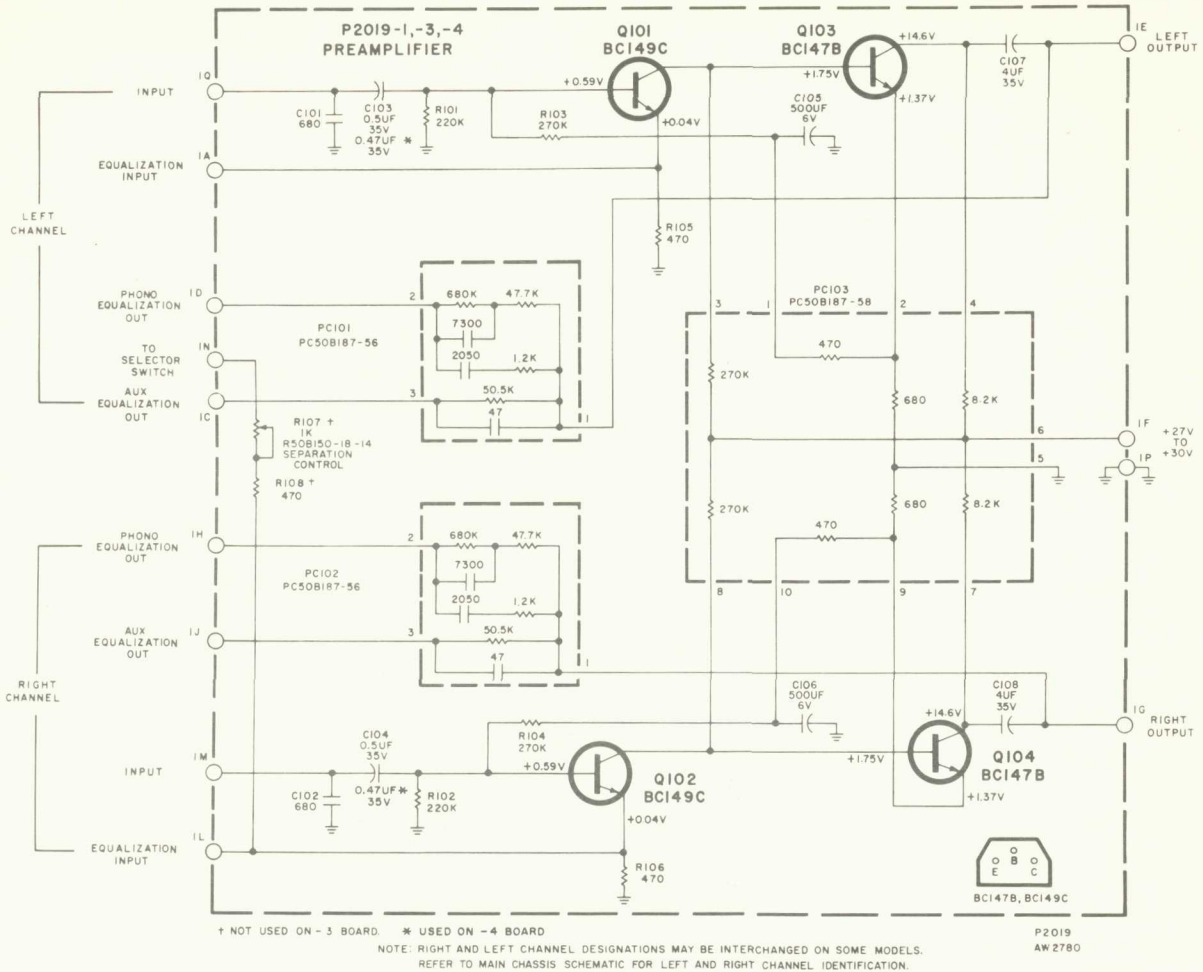 P2019-1,-3,-4
PREAMPLIFIER
Q101
BC149C
Q103
BC147B
+14.6V
1E
LEFT
OUTPUT
C107
4UF
35V
1Q
INPUT
+0.59V
+1.75V
+1.37V
C101
680
C103
0.5UF
35V
0.47UF *
35V
R101
220K
R103
270K
+0.04V
C105
500UF
6V
1A
EQUALIZATION
INPUT
LEFT
CHANNEL
R105
470
1D
PHONO
EQUALIZATION
OUT
2
680K
47.7K
7300
2050
1.2K
PC101
PC50B187-56
3
50.5K
47
1
1N
TO
SELECTOR
SWITCH
AUX
EQUALIZATION
OUT
1C
3
1
PC103
PC50B187-58
2
4
470
270K
680
8.2K
6
1F
+27V
TO
+30V
5
1P
270K
470
680
8.2K
8
10
9
7
R107 †
1K
R50B150-18-14
SEPARATION
CONTROL
R108 †
470
1H
PHONO
EQUALIZATION
OUT
2
680K
47.7K
7300
2050
1.2K
PC102
PC50B187-56
1J
AUX
EQUALIZATION
OUT
3
50.5K
47
1
RIGHT
CHANNEL
C106
500UF
6V
+14.6V
C108
4UF
35V
1G
RIGHT
OUTPUT
R104
270K
1M
INPUT
C104
0.5UF
35V
0.47UF*
35V
C102
680
R102
220K
+0.59V
Q102
BC149C
+1.75V
Q104
BC147B
+0.04V
+1.37V
1L
EQUALIZATION
INPUT
R106
470
B
E C
BC147B, BC149C
† NOT USED ON -3 BOARD. * USED ON -4 BOARD
P2019
AW2780
NOTE: RIGHT AND LEFT CHANNEL DESIGNATIONS MAY BE INTERCHANGED ON SOME MODELS.
REFER TO MAIN CHASSIS SCHEMATIC FOR LEFT AND RIGHT CHANNEL IDENTIFICATION.